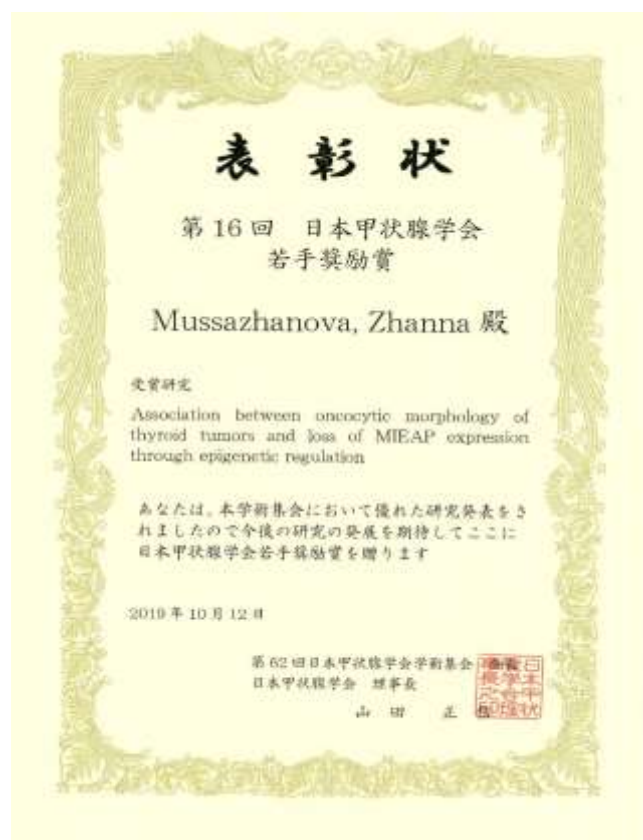 表彰状
第16回 日本甲状腺学会
若手奨励賞
Mussazhanova, Zhanna 殿
受賞研究
Association between oncocytic morphology of
thyroid tumors and loss of MIEAP expression
through epigenetic regulation
あなたは、本学術集会において優れた研究発表をさ
れましたので今後の研究の発展を期待してここに
日本甲状腺学会若手奨励賞を贈ります
2019年10月12日
第62回日本甲状腺学会学術集会 会長
日本甲状腺学会 理事長
山田 正